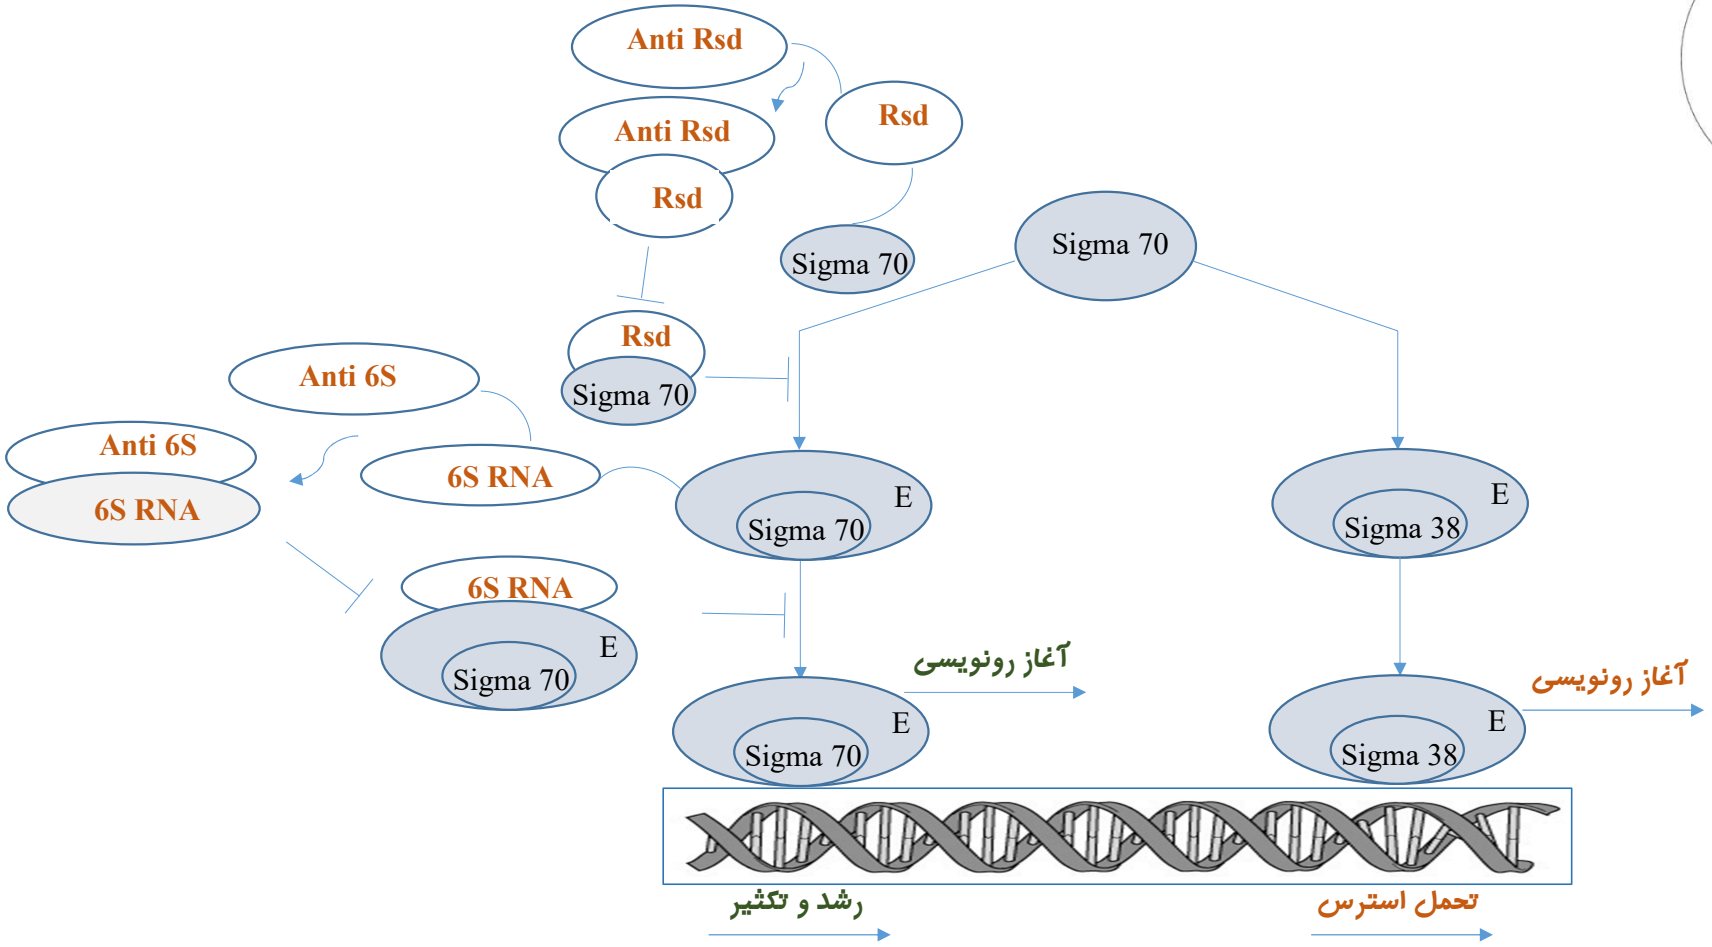 Anti Rsd
Rsd
Anti Rsd
Rsd
Sigma 70
Sigma 70
Rsd
Sigma 70
Anti 6S
Anti 6S
6S RNA
6S RNA
E
Sigma 70
E
Sigma 38
6S RNA
E
Sigma 70
آغاز رونویسی
آغاز رونویسی
E
Sigma 70
E
Sigma 38
رشد و تکثیر
تحمل استرس